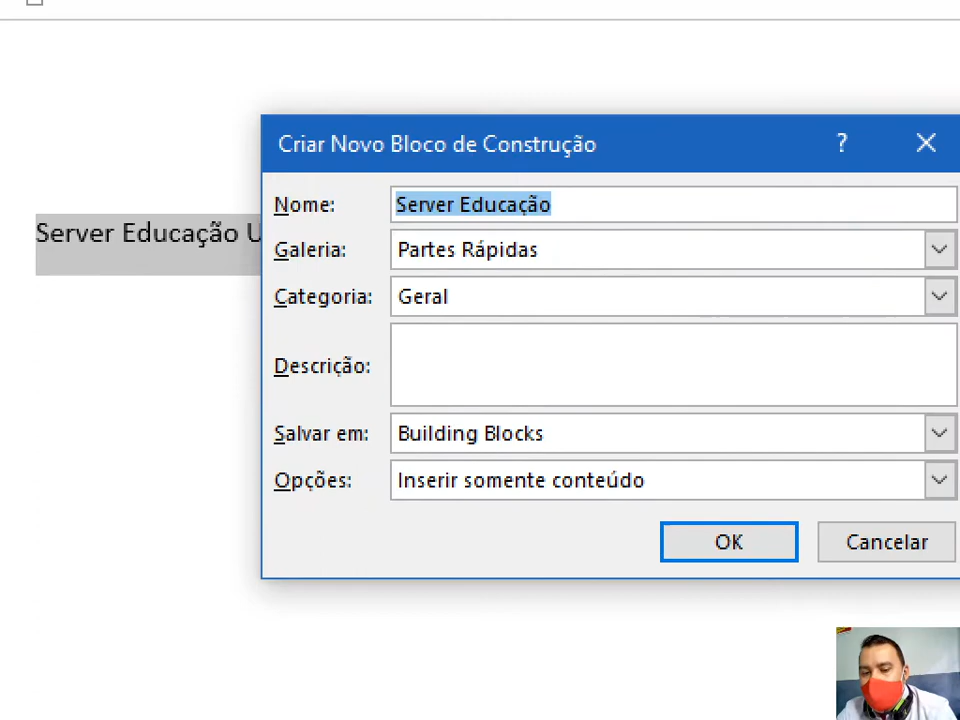 Criar Novo Bloco de Construção ? X
Server Educação U
Nome: Server Educação
Galeria: Partes Rápidas
Categoria: Geral
Descrição:
Salvar em: Building Blocks
Opções: Inserir somente conteúdo
OK Cancelar